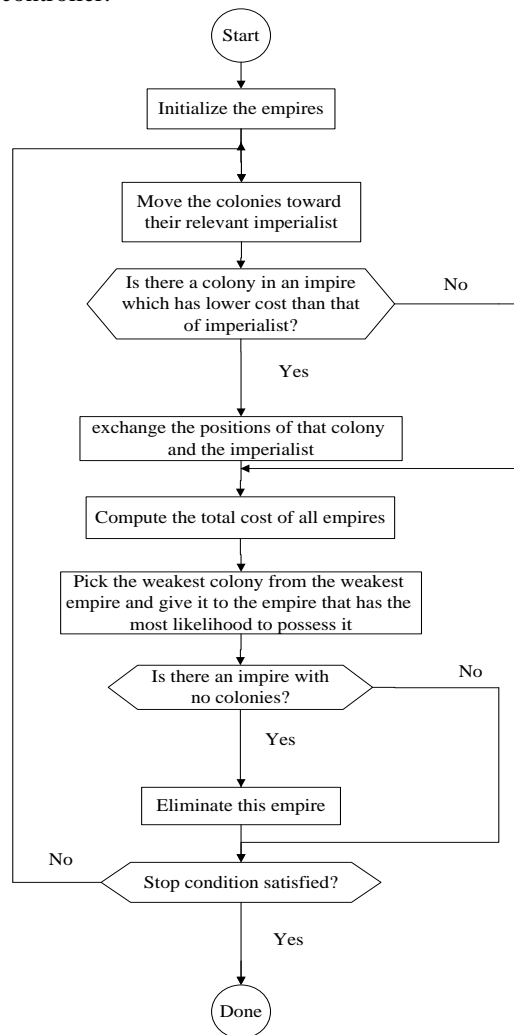 Start
Initialize the empires
Move the colonies toward
their relevant imperialist
Is there a colony in an impire
which has lower cost than that
of imperialist?
No
Yes
exchange the positions of that colony
and the imperialist
Compute the total cost of all empires
Pick the weakest colony from the weakest
empire and give it to the empire that has the
most likelihood to possess it
Is there an impire with
no colonies?
No
Yes
Eliminate this empire
No
Stop condition satisfied?
Yes
Done